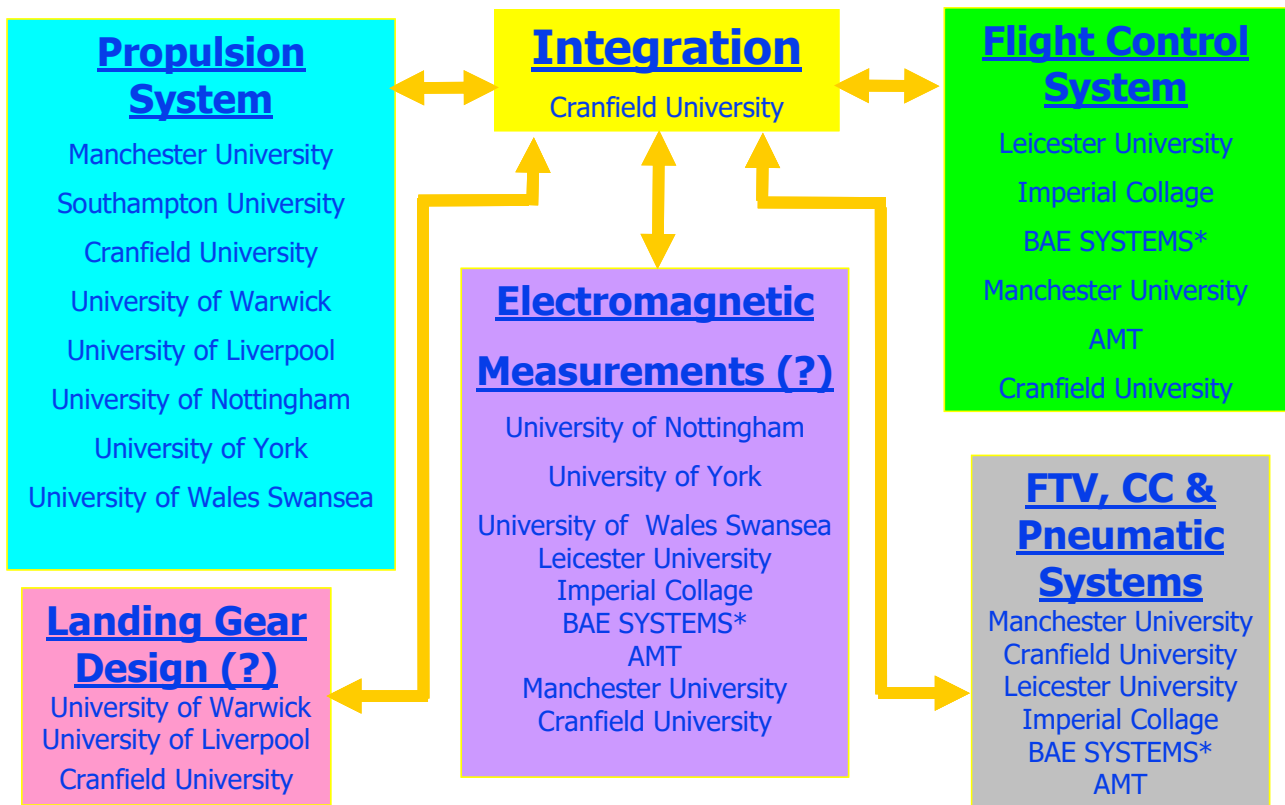 Propulsion
System
Manchester University
Southampton University
Cranfield University
University of Warwick
University of Liverpool
University of Nottingham
University of York
University of Wales Swansea
Integration
Cranfield University
Flight Control
System
Leicester University
Imperial Collage
BAE SYSTEMS*
Manchester University
AMT
Cranfield University
Electromagnetic
Measurements (?)
University of Nottingham
University of York
University of Wales Swansea
Leicester University
Imperial Collage
BAE SYSTEMS*
AMT
Manchester University
Cranfield University
Landing Gear
Design (?)
University of Warwick
University of Liverpool
Cranfield University
FTV, CC &
Pneumatic
Systems
Manchester University
Cranfield University
Leicester University
Imperial Collage
BAE SYSTEMS*
AMT